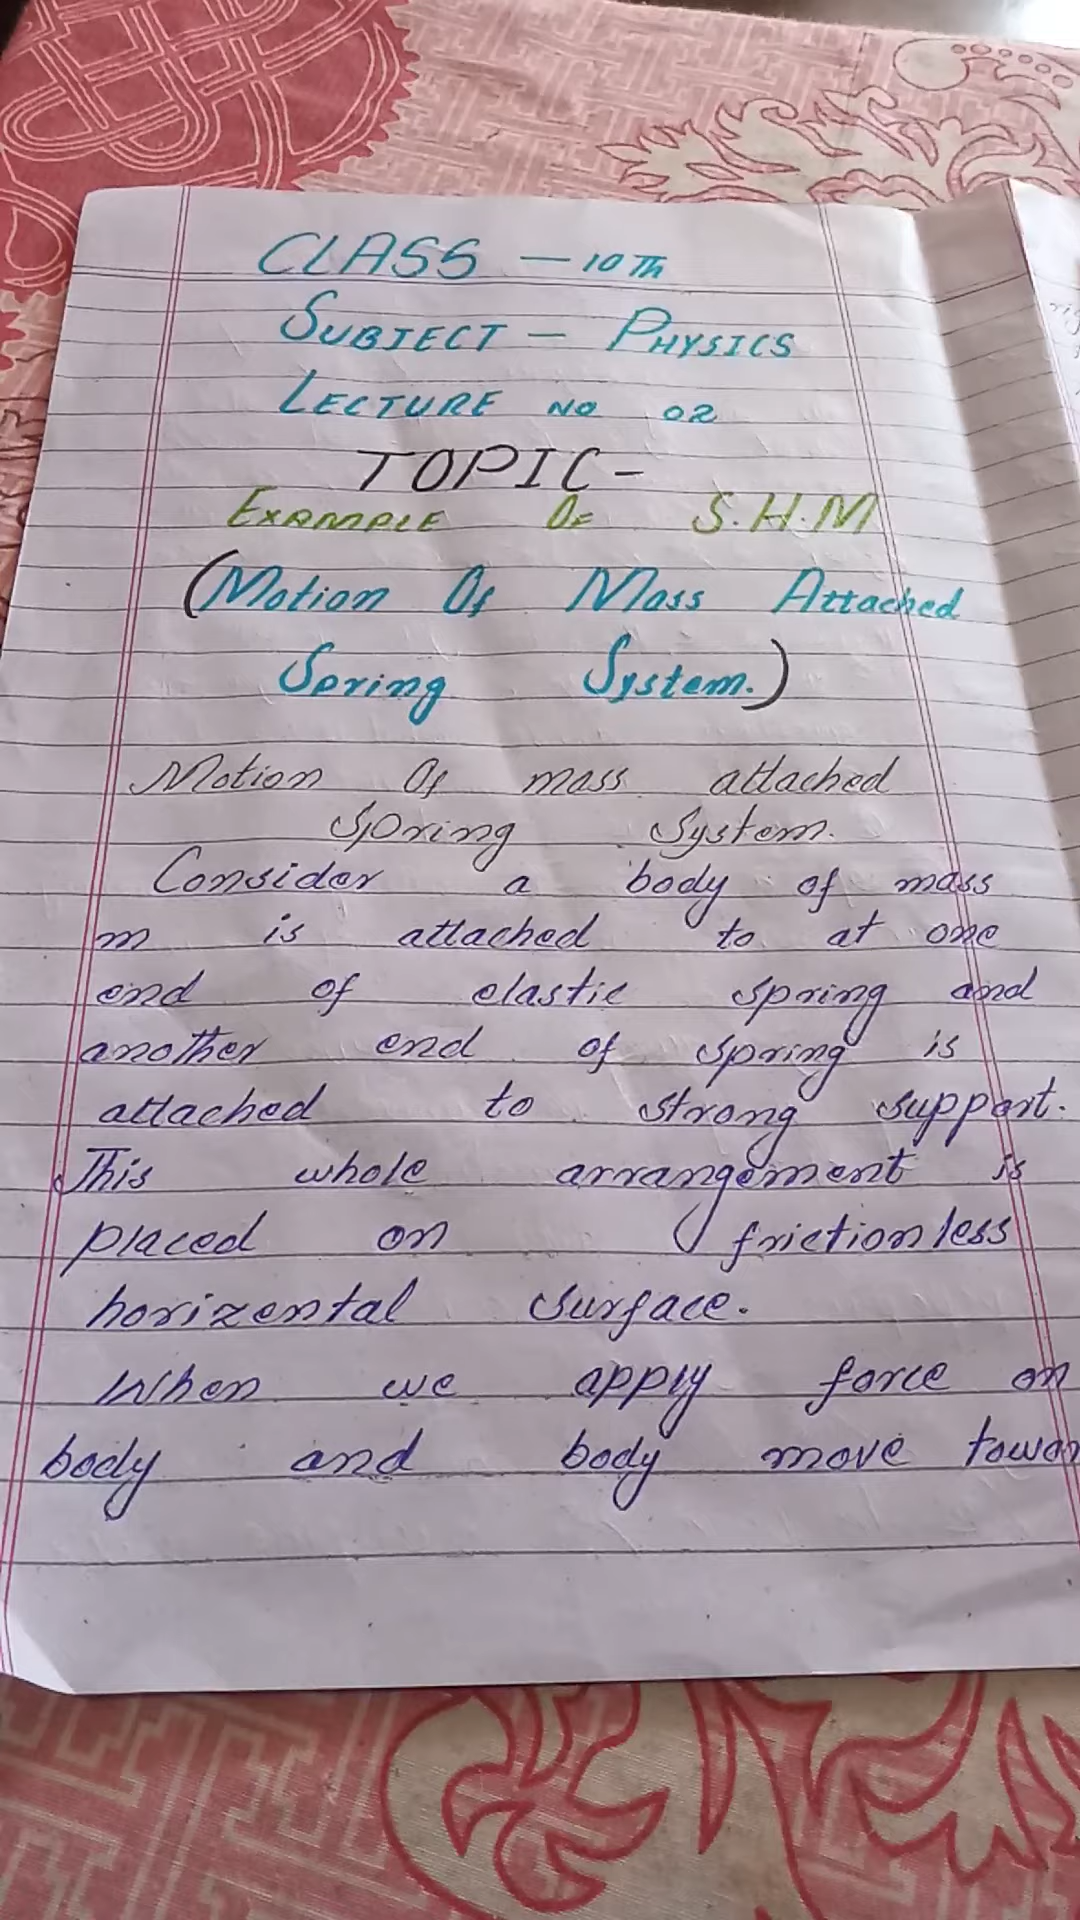 CLASS - 10Th
SUBJECT - PHYSICS
LECTURE NO 02
TOPIC-
EXAMPLE OF S.H.M
(Motion Of Mass Attached
Spring System.)
Motion Of mass attached
Spring System.
Consider a body of mass
m is attached to at one
end of elastic spring and
another end of spring is
attached to strong support.
This whole arrangement is
placed on frictionless
horizental surface.
When we apply force on
body and body move towar